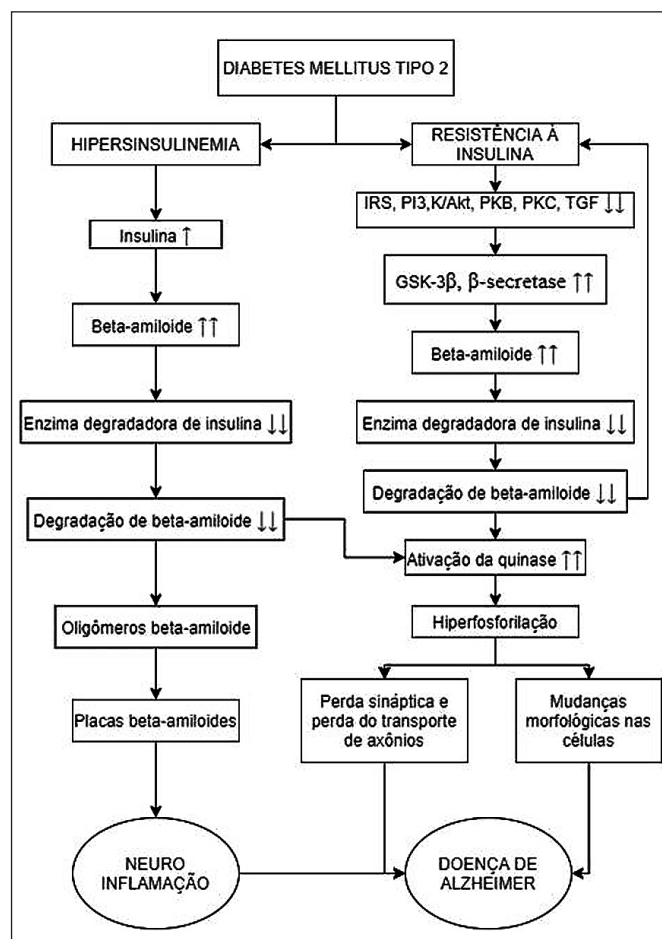 DIABETES MELLITUS TIPO 2
HIPERSINSULINEMIA
RESISTÊNCIA À
INSULINA
Insulina ↑
IRS, PI3,K/Akt, PKB, PKC, TGF ↓↓
GSK-3β, β-secretase ↑↑
Beta-amiloide ↑↑
Beta-amiloide ↑↑
Enzima degradadora de insulina ↓↓
Enzima degradadora de insulina ↓↓
Degradação de beta-amiloide ↓↓
Degradação de beta-amiloide ↓↓
Ativação da quinase ↑↑
Oligômeros beta-amiloide
Hiperfosforilação
Placas beta-amiloides
Perda sináptica e
perda do transporte
de axônios
Mudanças
morfológicas nas
células
NEURO
INFLAMAÇÃO
DOENÇA DE
ALZHEIMER